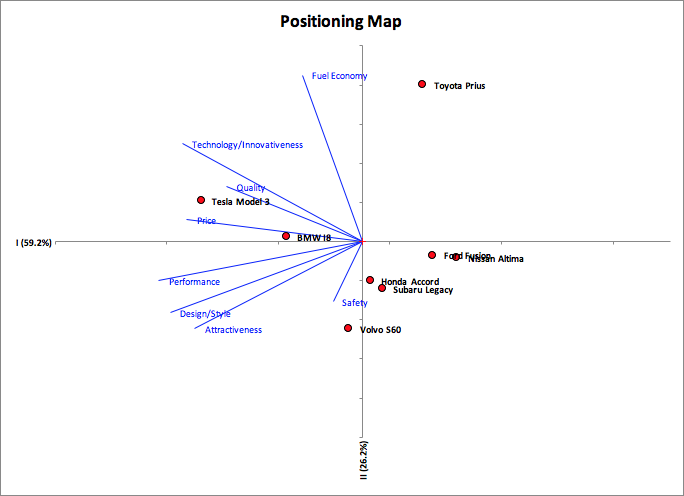 Positioning Map
Fuel Economy
Toyota Prius
Technology/Innovativeness
Quality
Tesla Model 3
Price
BMW I8
I (59.2%)
Ford Fusion
Nissan Altima
Performance
Honda Accord
Subaru Legacy
Safety
Design/Style
Attractiveness
Volvo S60
II (26.2%)